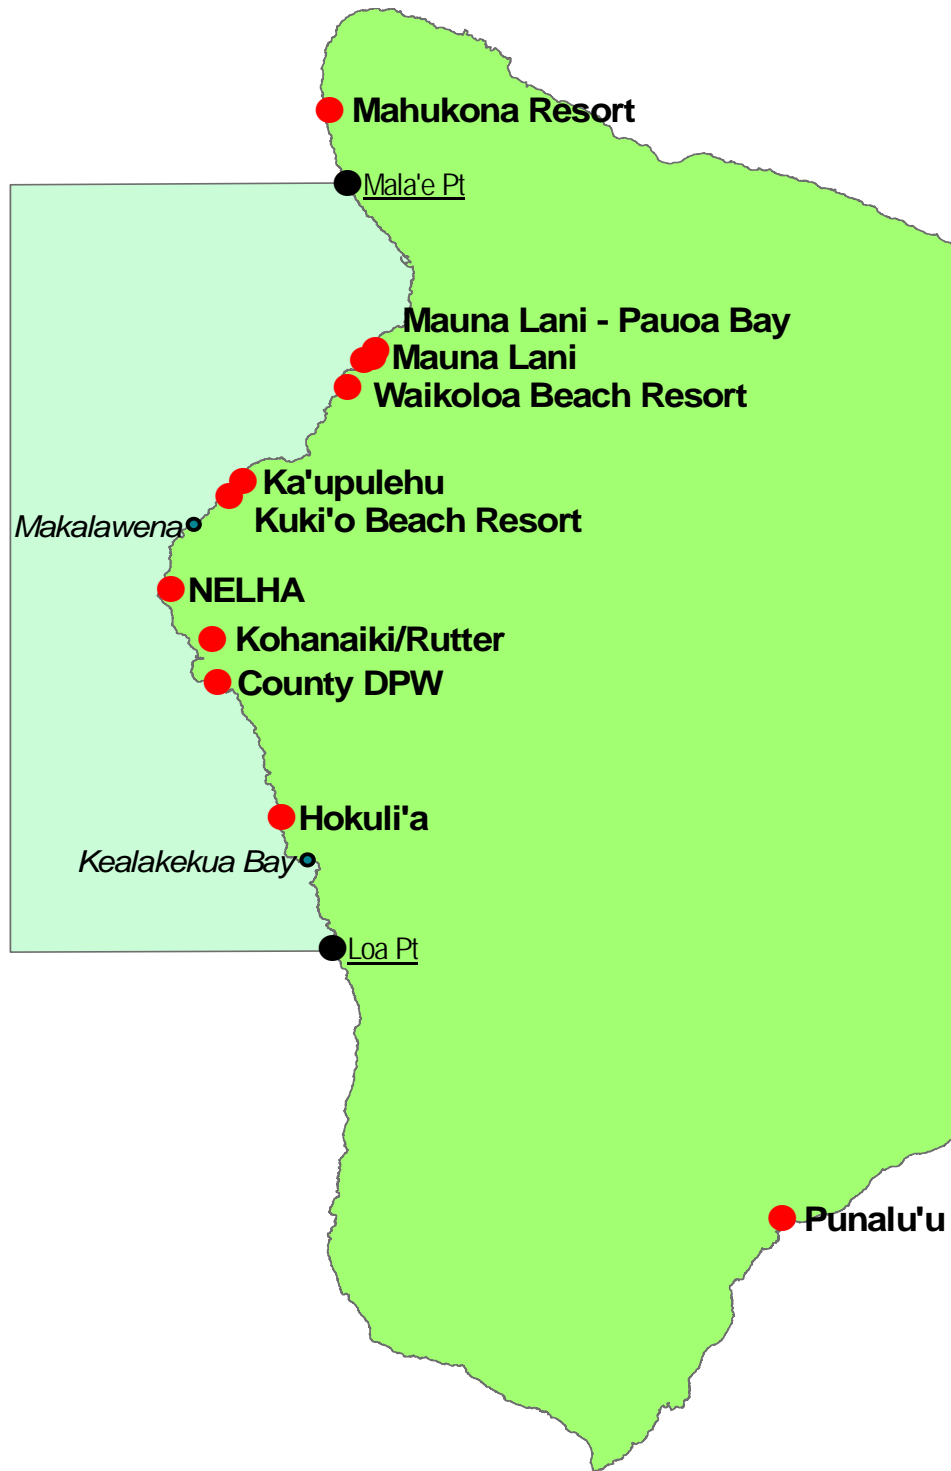 Mahukona Resort
Mala'e Pt
Mauna Lani - Pauoa Bay
Mauna Lani
Waikoloa Beach Resort
Ka'upulehu
Kuki'o Beach Resort
Makalawena
NELHA
Kohanaiki/Rutter
County DPW
Hokuli'a
Kealakekua Bay
Loa Pt
Punalu'u